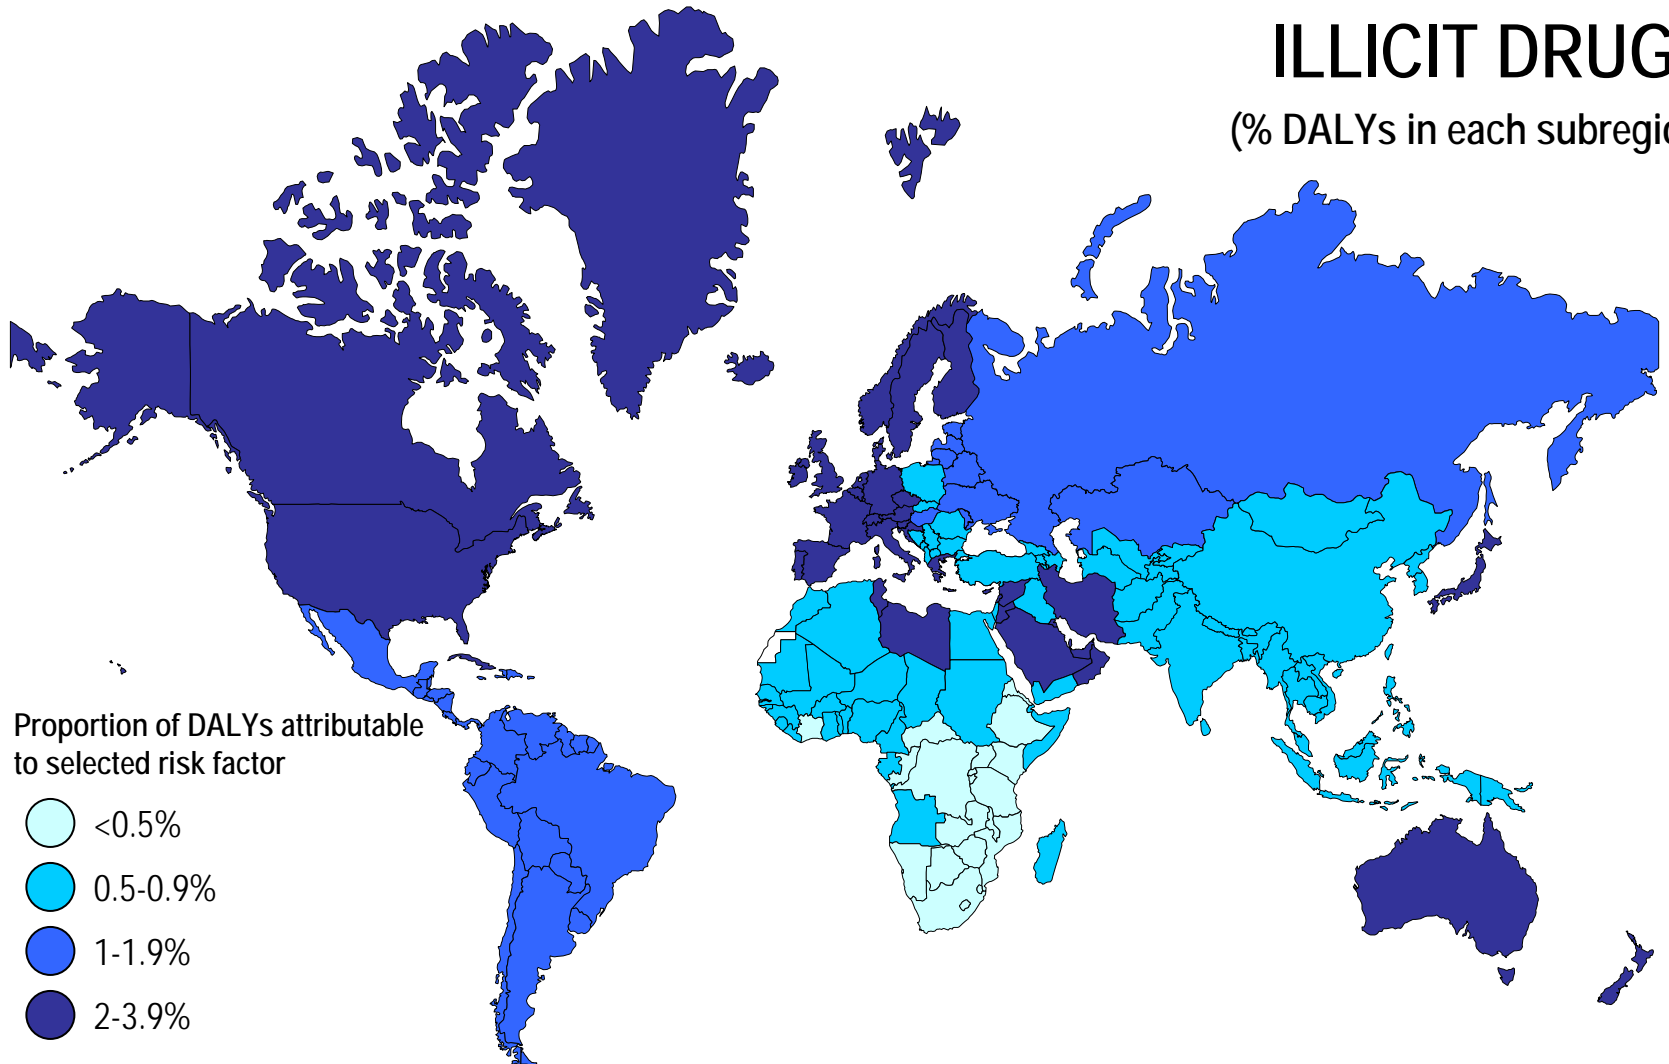 ILLICIT DRUG
(% DALYs in each subregio
Proportion of DALYs attributable
to selected risk factor
<0.5%
0.5-0.9%
1-1.9%
2-3.9%